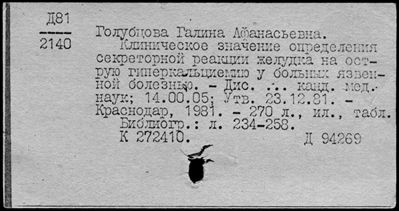 Д81
2140
Голубцова Галина Афанасьевна.
Клиническое значение определения
секреторной реакции желудка на ост-
рую гиперкальциемию у больных язвен-
ной болезнью. - Дис. ... канд. мед.
наук; 14.00.05; Утв. 23.12.81. -
Краснодар, 1981. - 270 л., ил., табл.
Библиогр.: л. 234-258.
К 272410. Д 94269